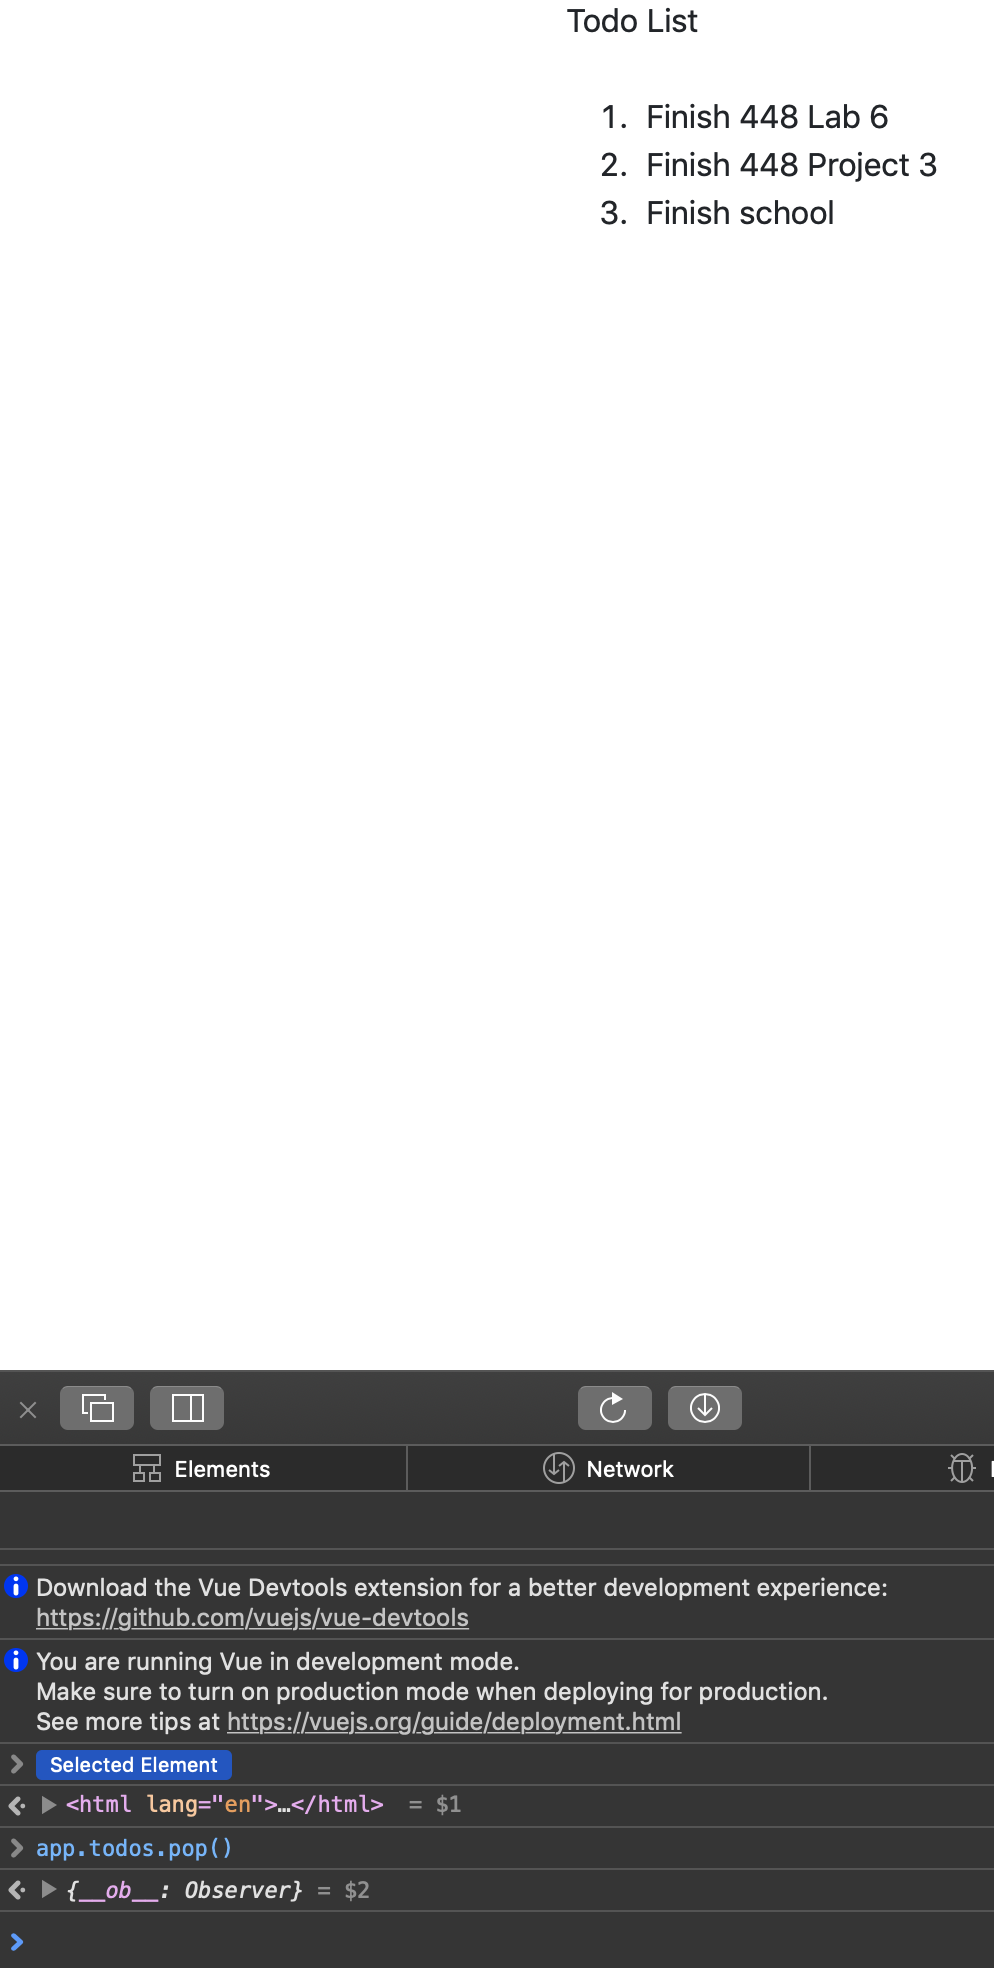 Todo List
1. Finish 448 Lab 6
2. Finish 448 Project 3
3. Finish school
Elements
Network
Download the Vue Devtools extension for a better development experience:
https://github.com/vuejs/vue-devtools
You are running Vue in development mode.
Make sure to turn on production mode when deploying for production.
See more tips at https://vuejs.org/guide/deployment.html
Selected Element
<html lang="en">…</html> = $1
app.todos.pop()
{__ob__: Observer} = $2